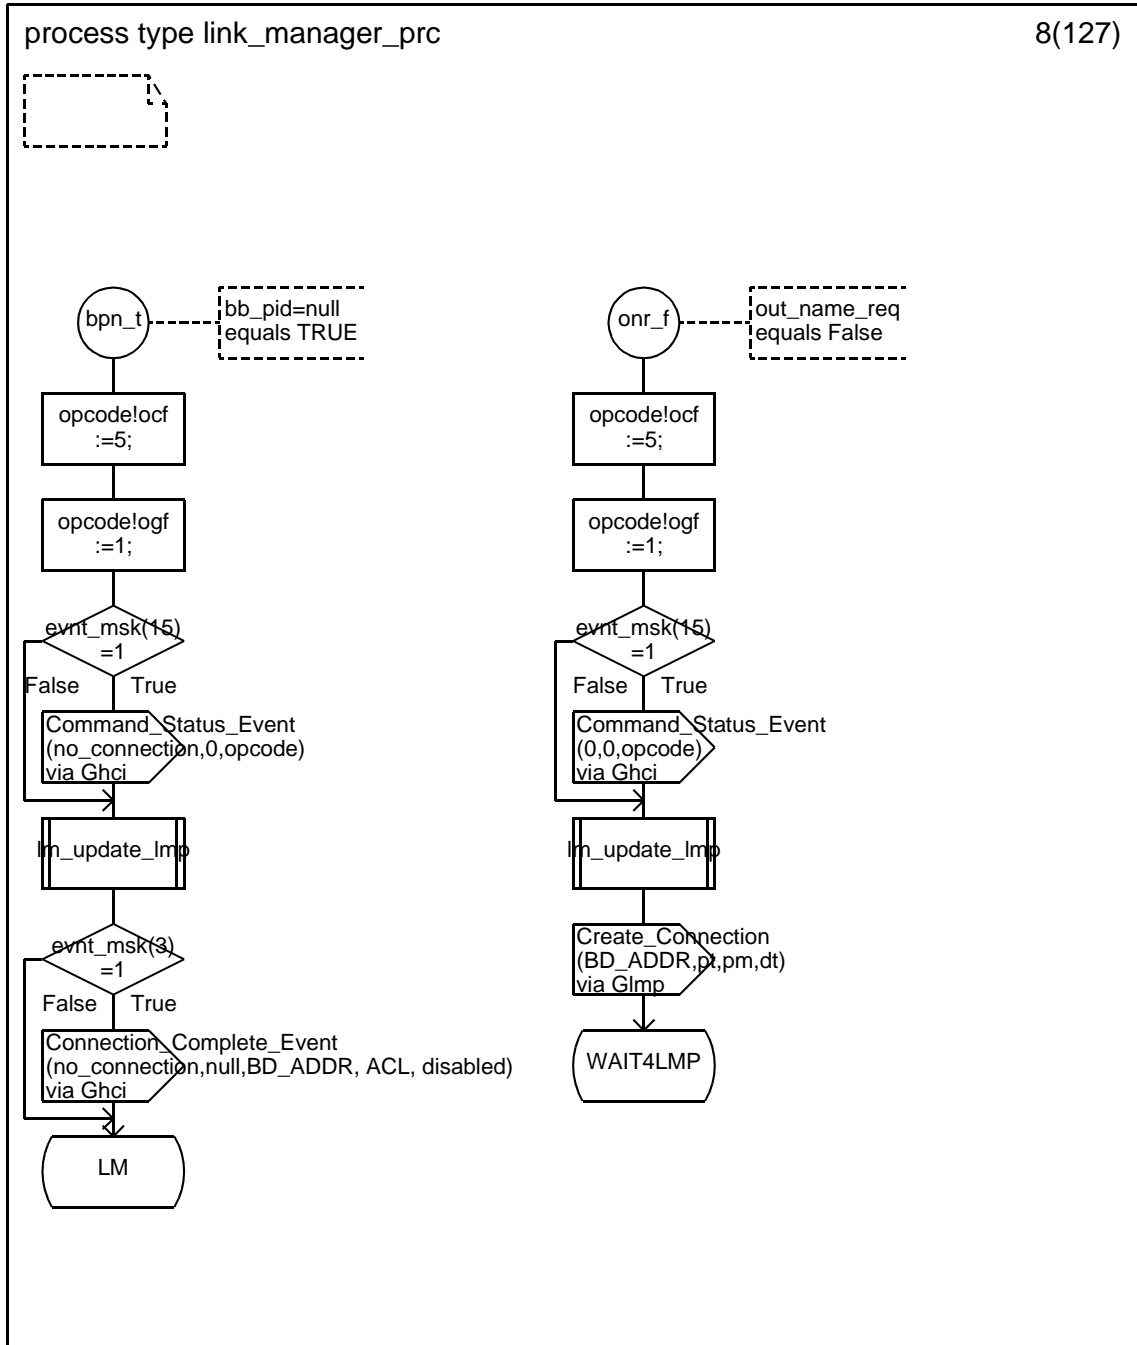 process type link_manager_prc
8(127)
bpn_t
bb_pid=null
equals TRUE
opcode!ocf
:=5;
opcode!ogf
:=1;
evnt_msk(15)
=1
False
True
Command_Status_Event
(no_connection,0,opcode)
via Ghci
lm_update_lmp
evnt_msk(3)
=1
False
True
Connection_Complete_Event
(no_connection,null,BD_ADDR, ACL, disabled)
via Ghci
LM
onr_f
out_name_req
equals False
opcode!ocf
:=5;
opcode!ogf
:=1;
evnt_msk(15)
=1
False
True
Command_Status_Event
(0,0,opcode)
via Ghci
lm_update_lmp
Create_Connection
(BD_ADDR,pt,pm,dt)
via Glmp
WAIT4LMP